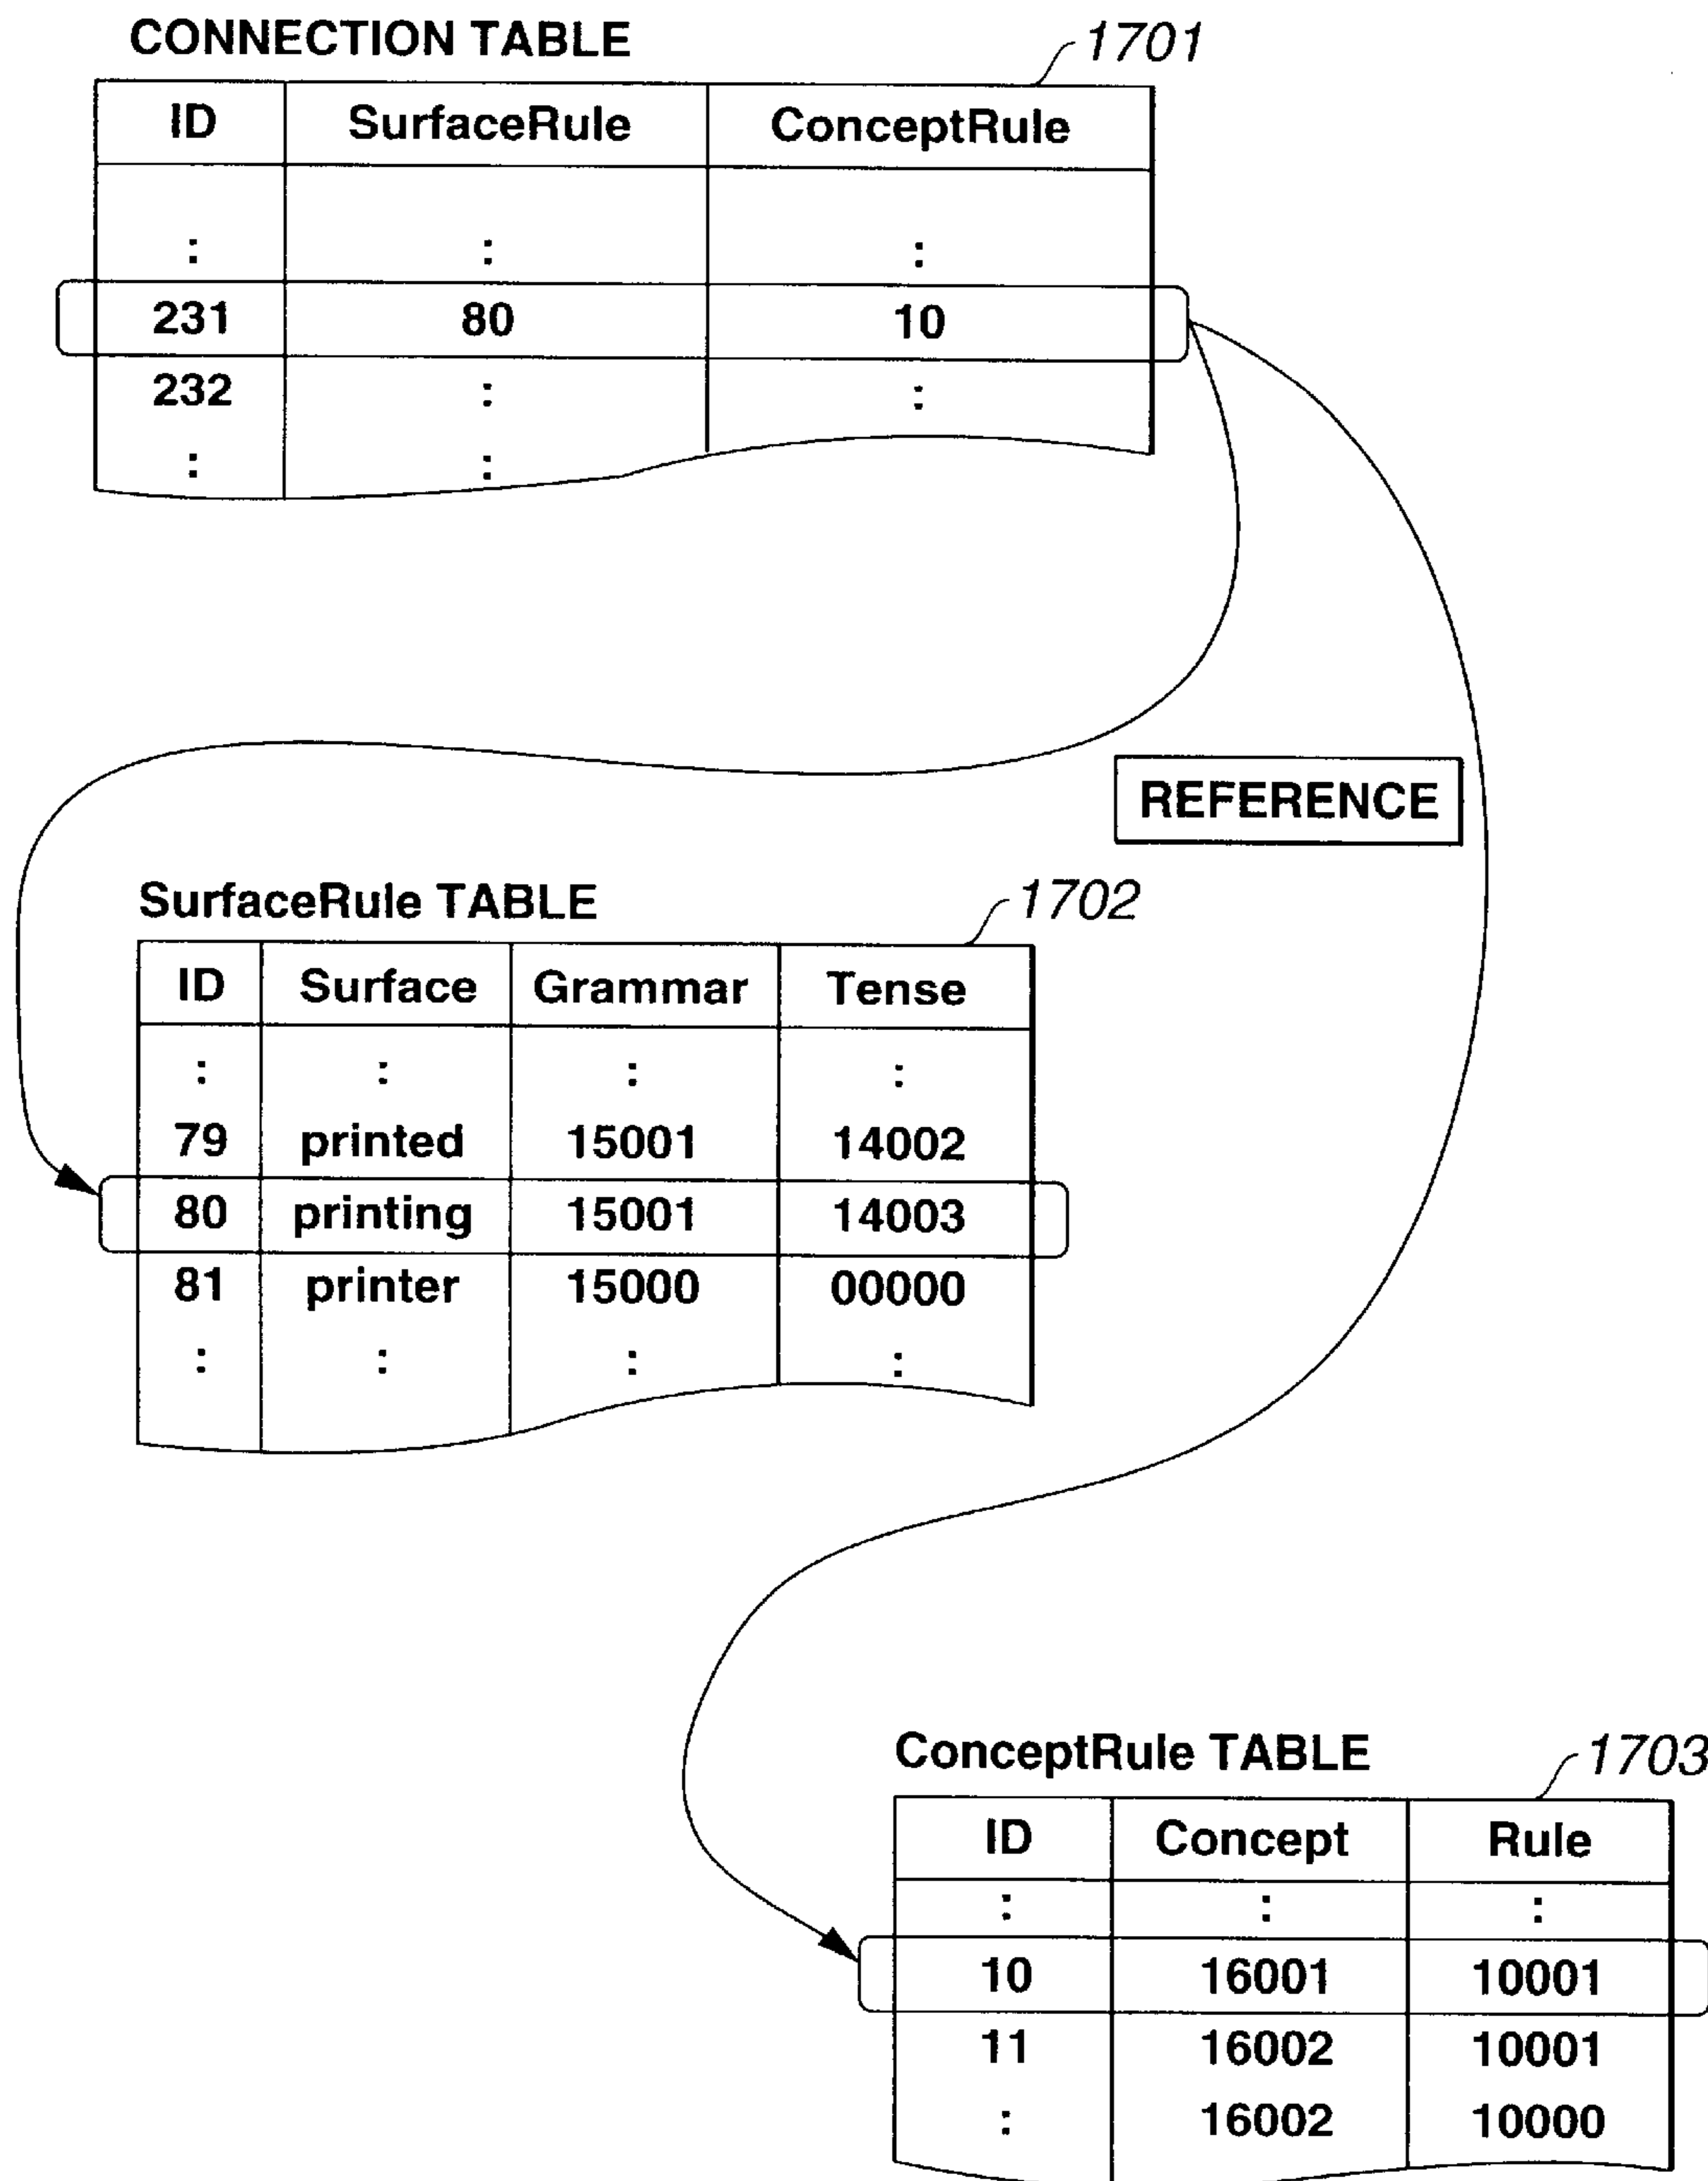 CONNECTION TABLE 1701
ID SurfaceRule ConceptRule
: : :
231 80 10
232 : :
: :
REFERENCE
SurfaceRule TABLE 1702
ID Surface Grammar Tense
: : : :
79 printed 15001 14002
80 printing 15001 14003
81 printer 15000 00000
: : : :
ConceptRule TABLE 1703
ID Concept Rule
: : :
10 16001 10001
11 16002 10001
: 16002 10000